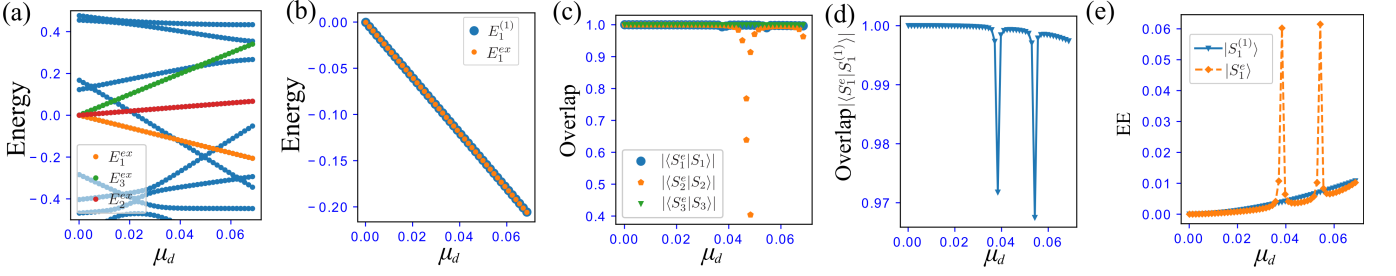 (a)
Energy
0.4
0.2
0.0
−0.2
−0.4
E_1^{ex}
E_3^{ex}
E_2^{ex}
0.00 0.02 0.04 0.06
μ_d
(b)
Energy
0.00
−0.05
−0.10
−0.15
−0.20
E_1^{(1)}
E_1^{ex}
0.00 0.02 0.04 0.06
μ_d
(c)
Overlap
1.0
0.9
0.8
0.7
0.6
0.5
0.4
|⟨S_1^e|S_1⟩|
|⟨S_2^e|S_2⟩|
|⟨S_3^e|S_3⟩|
0.00 0.02 0.04 0.06
μ_d
(d)
Overlap|⟨S_1^e|S_1^{(1)}⟩|
1.00
0.99
0.98
0.97
0.00 0.02 0.04 0.06
μ_d
(e)
EE
0.06
0.05
0.04
0.03
0.02
0.01
0.00
|S_1^{(1)}⟩
|S_1^e⟩
0.00 0.02 0.04 0.06
μ_d